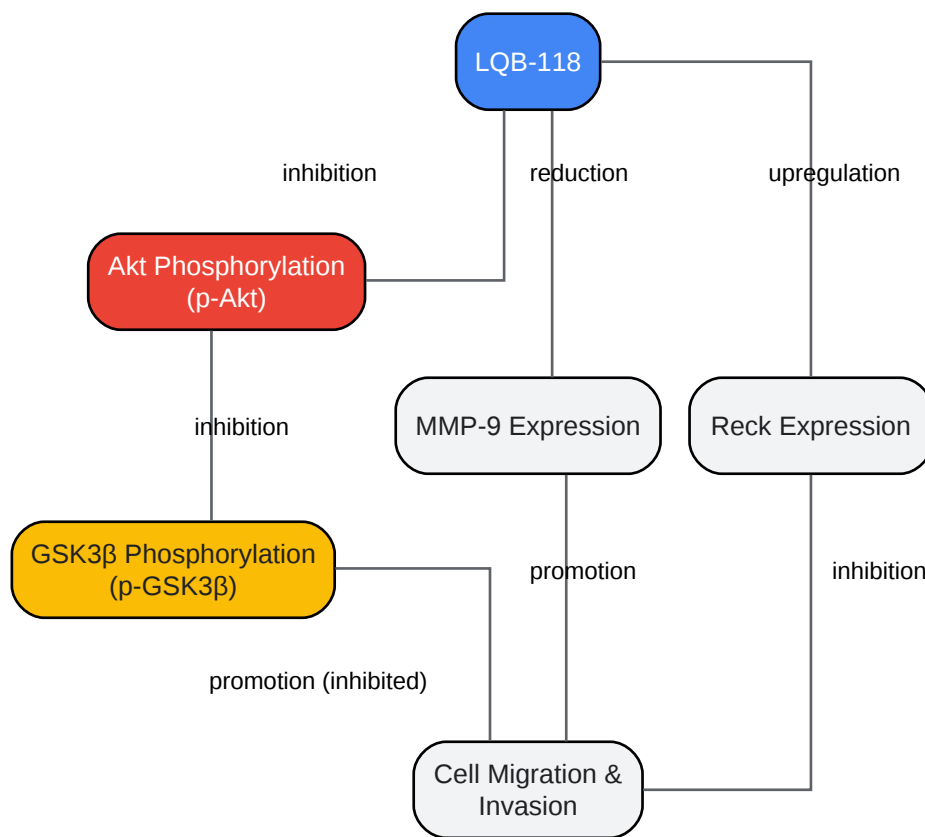 LQB-118
inhibition
reduction
upregulation
Akt Phosphorylation
(p-Akt)
MMP-9 Expression
Reck Expression
inhibition
GSK3β Phosphorylation
(p-GSK3β)
promotion
inhibition
promotion (inhibited)
Cell Migration &
Invasion